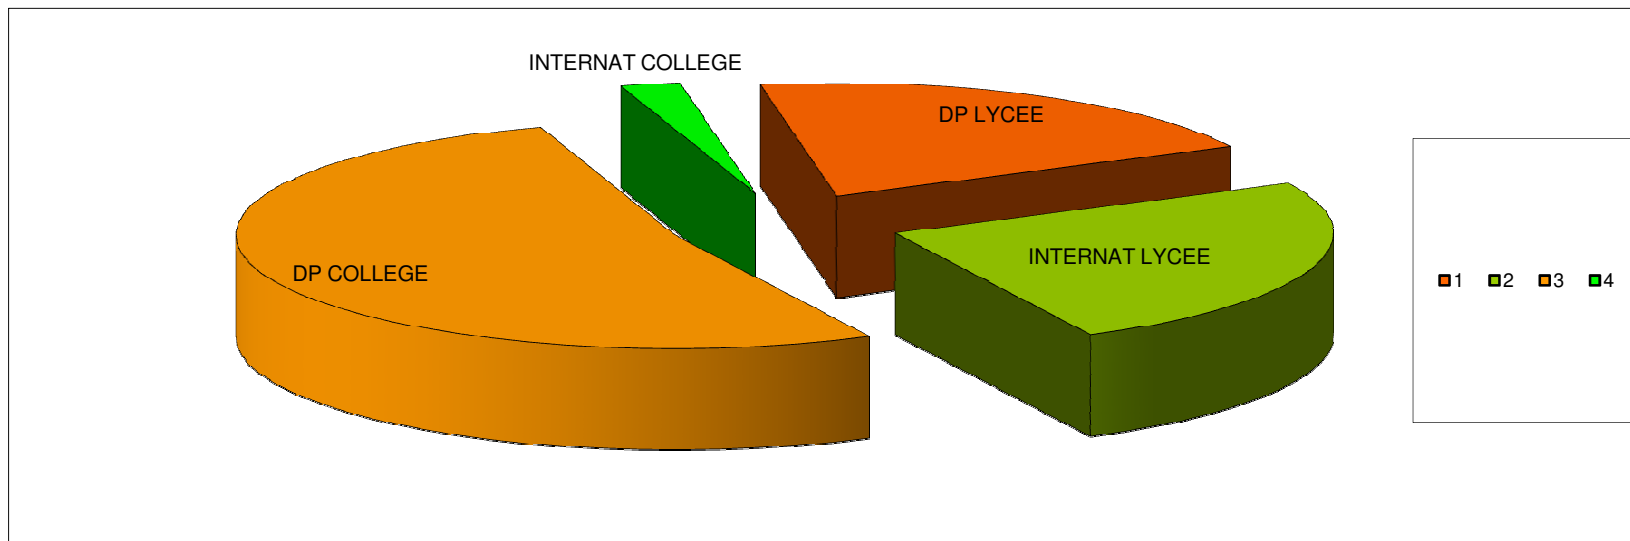 INTERNAT COLLEGE
DP LYCEE
INTERNAT LYCEE
DP COLLEGE
1 2 3 4